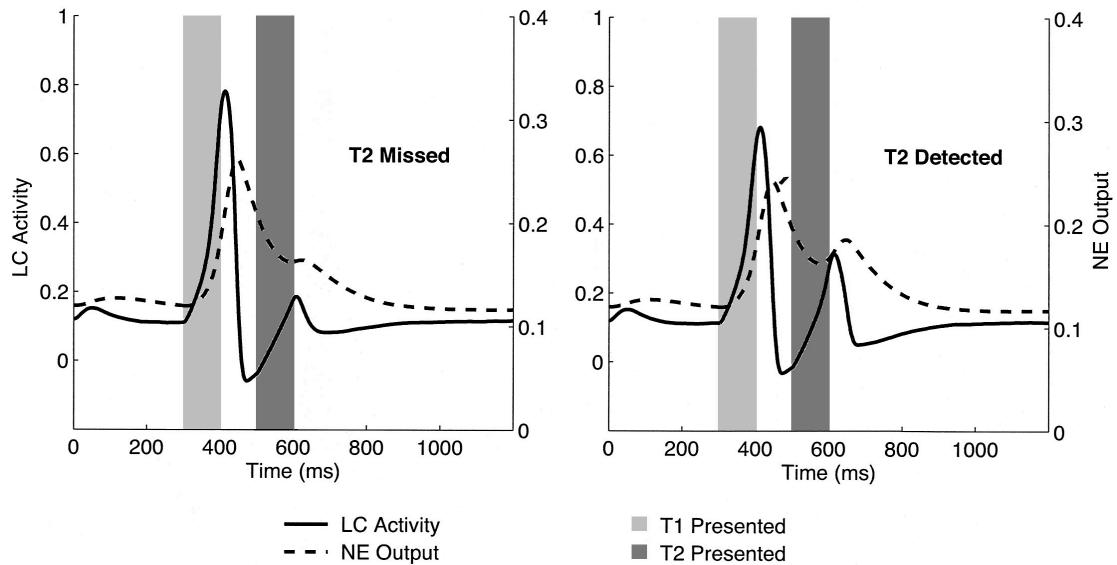 1
0.8
0.6
0.4
0.2
0
LC Activity
0.4
0.3
0.2
0.1
0
T2 Missed
0 200 400 600 800 1000
Time (ms)
1
0.8
0.6
0.4
0.2
0
0.4
0.3
0.2
0.1
0
NE Output
T2 Detected
0 200 400 600 800 1000
Time (ms)
LC Activity
NE Output
T1 Presented
T2 Presented